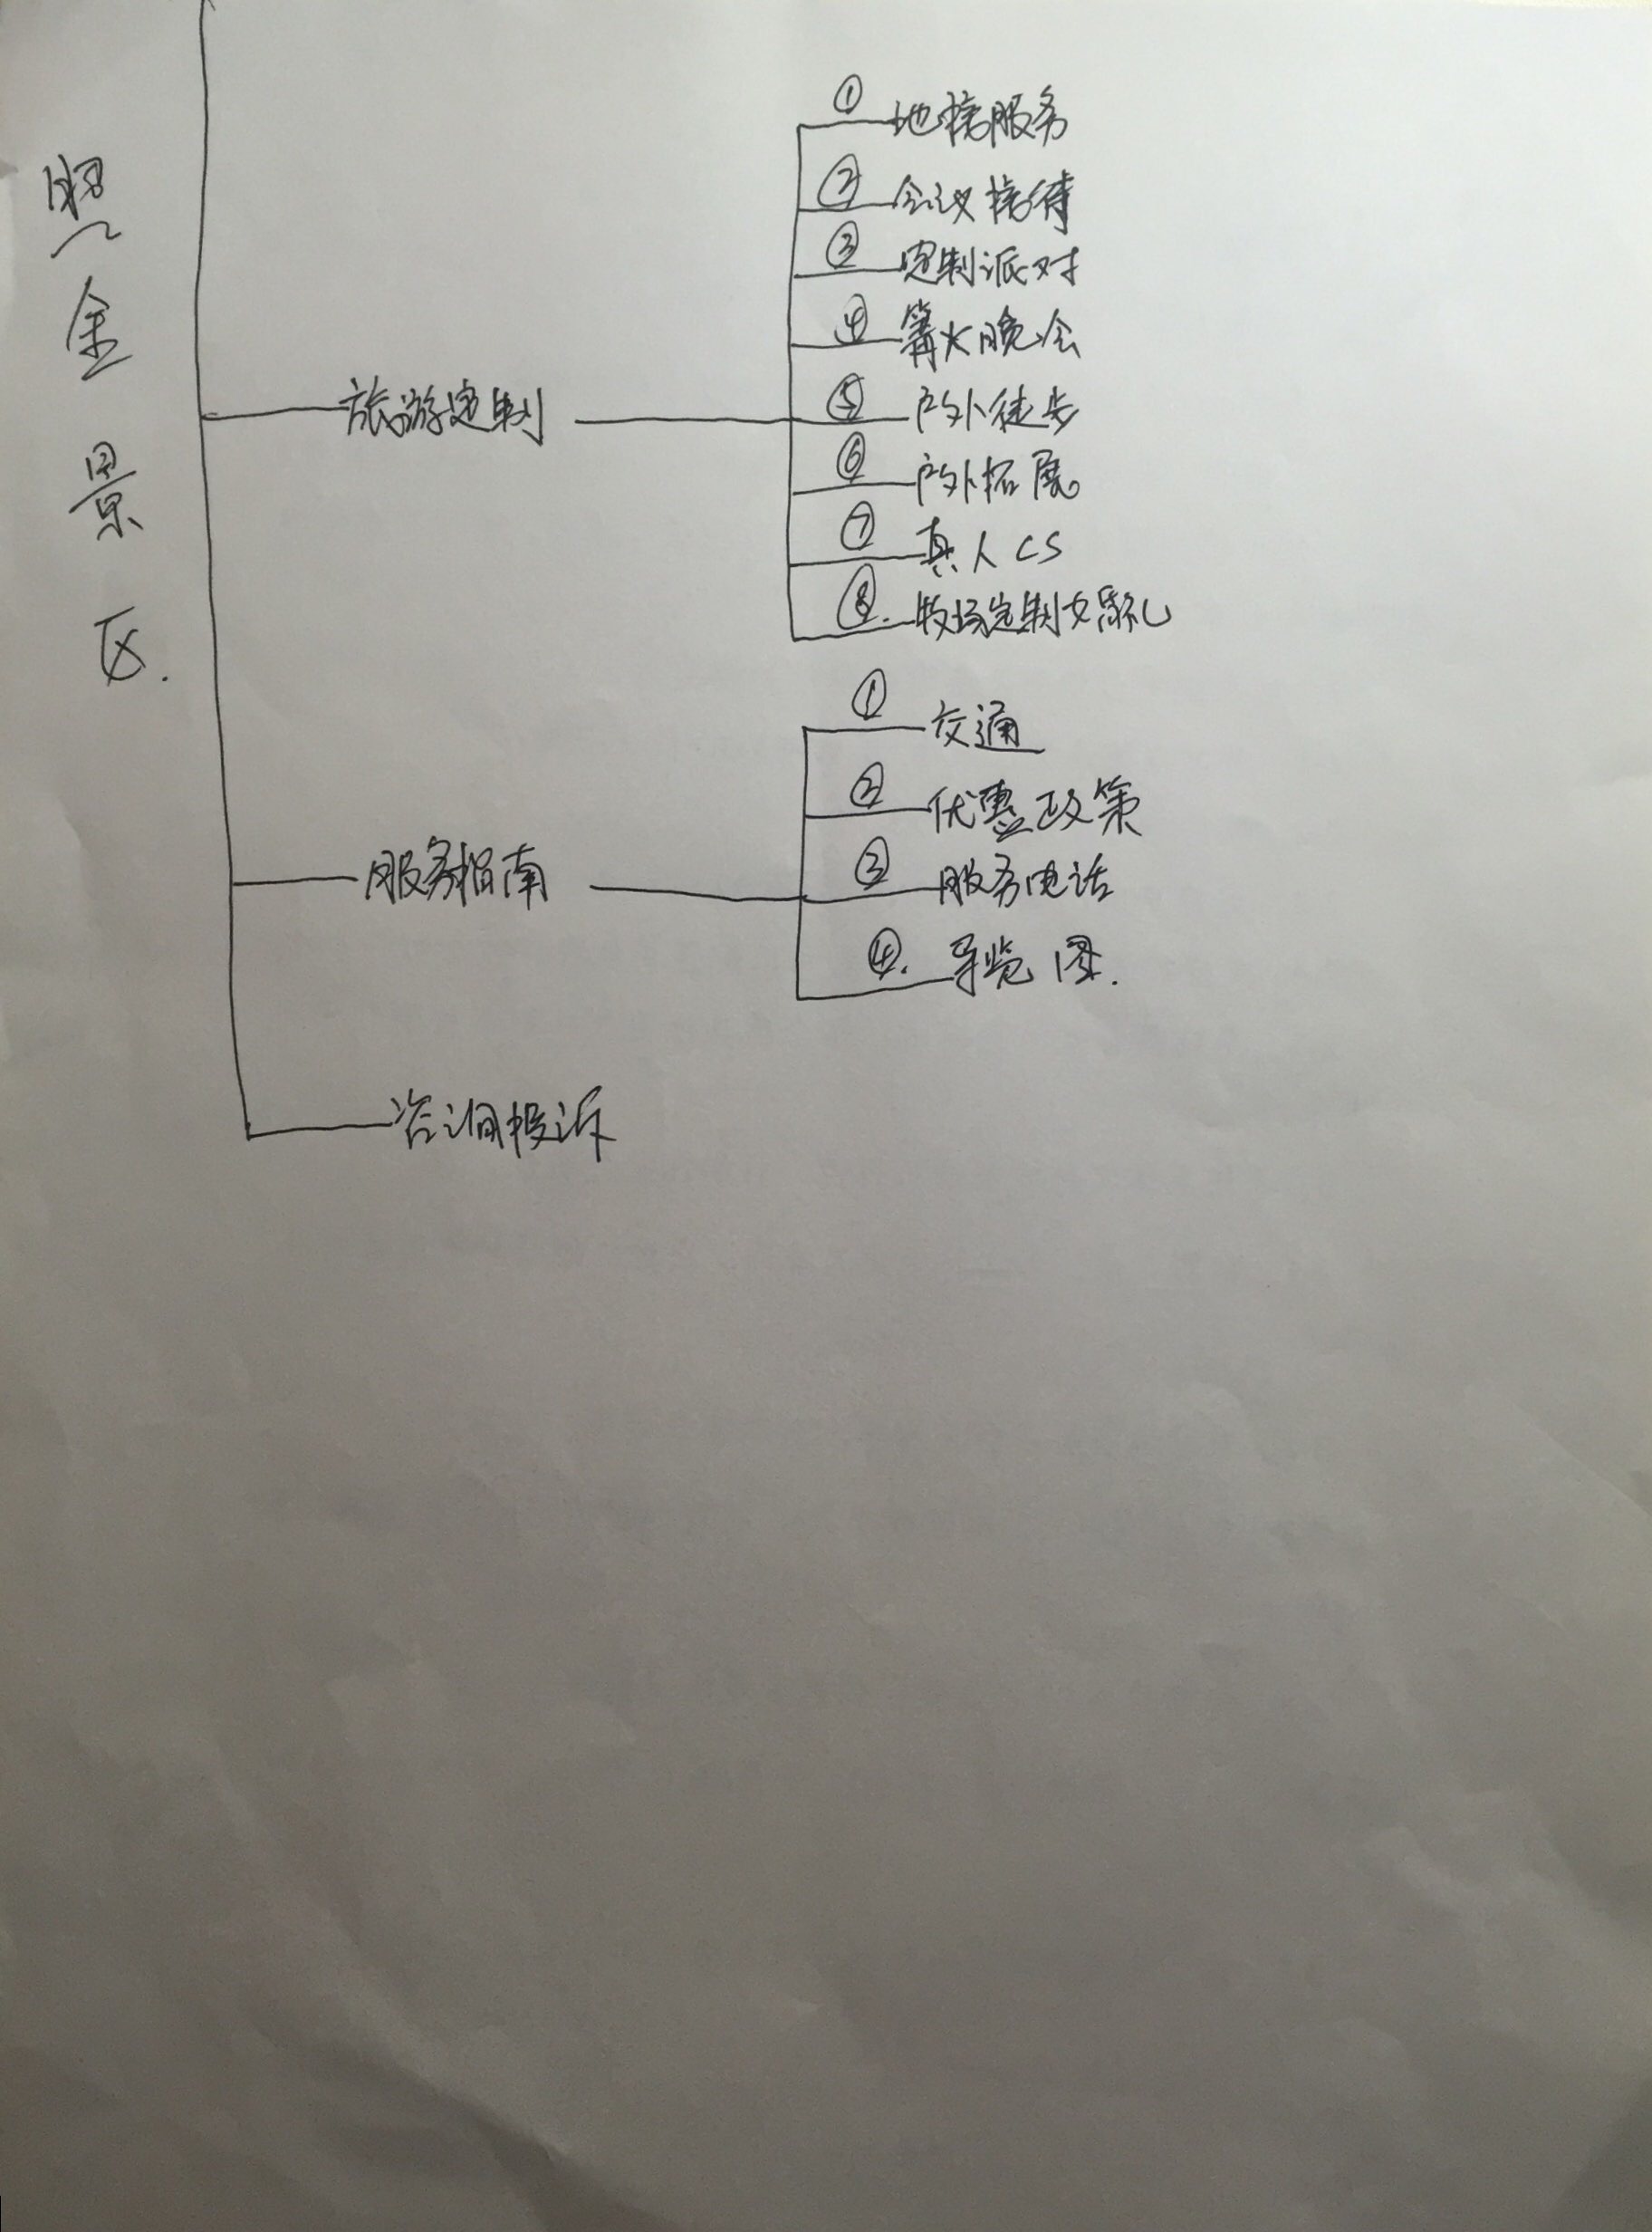 照金景区.
旅游定制
① 地接服务
② 会议接待
③ 定制派对
④ 篝火晚会
⑤ 户外徒步
⑥ 户外拓展
⑦ 真人CS
⑧. 牧场定制婚礼
服务指南
① 交通
② 优惠政策
③ 服务电话
④. 导览图.
咨询投诉